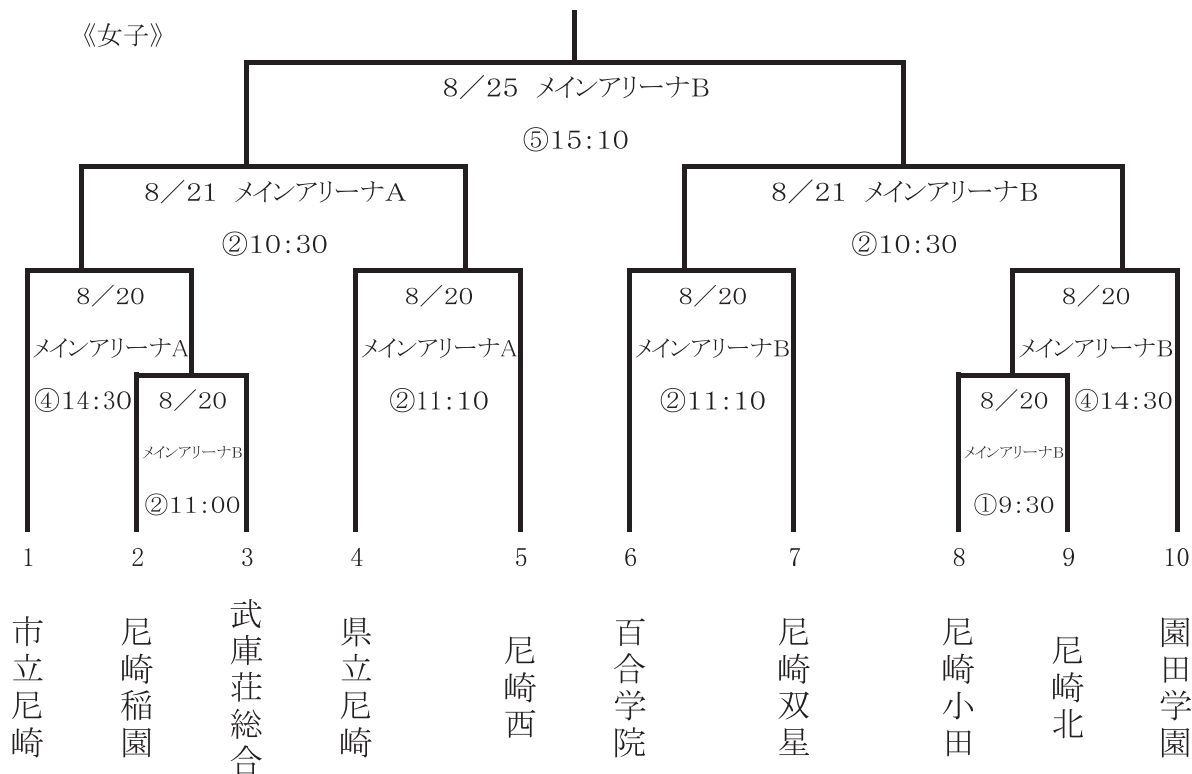 《女子》
8／25　メインアリーナB
⑤15：10
8／21　メインアリーナA
②10：30
8／21　メインアリーナB
②10：30
8／20
メインアリーナA
④14：30
8／20
メインアリーナB
②11：00
8／20
メインアリーナA
②11：10
8／20
メインアリーナB
②11：10
8／20
メインアリーナB
④14：30
8／20
メインアリーナB
①9：30
1
2
3
4
5
6
7
8
9
10
市立尼崎
尼崎稲園
武庫荘総合
県立尼崎
尼崎西
百合学院
尼崎双星
尼崎小田
尼崎北
園田学園